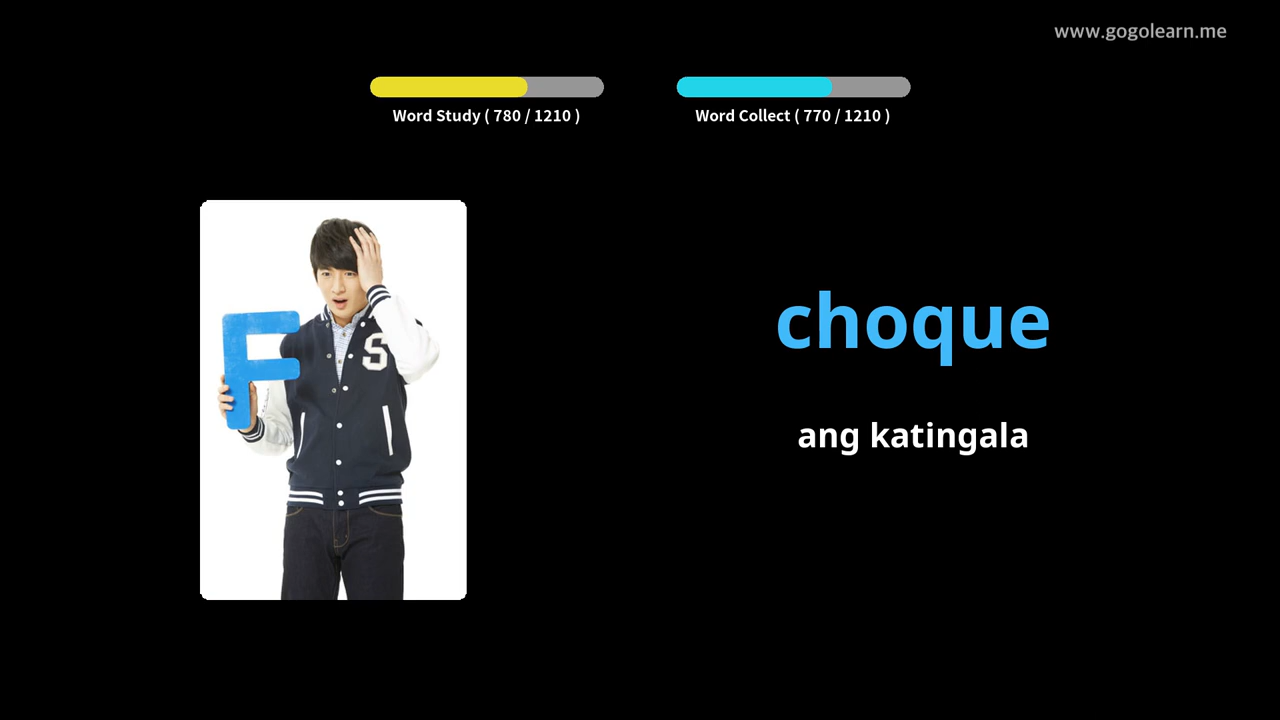 www.gogolearn.me
Word Study ( 780 / 1210 )
Word Collect ( 770 / 1210 )
F
S
choque
ang katingala